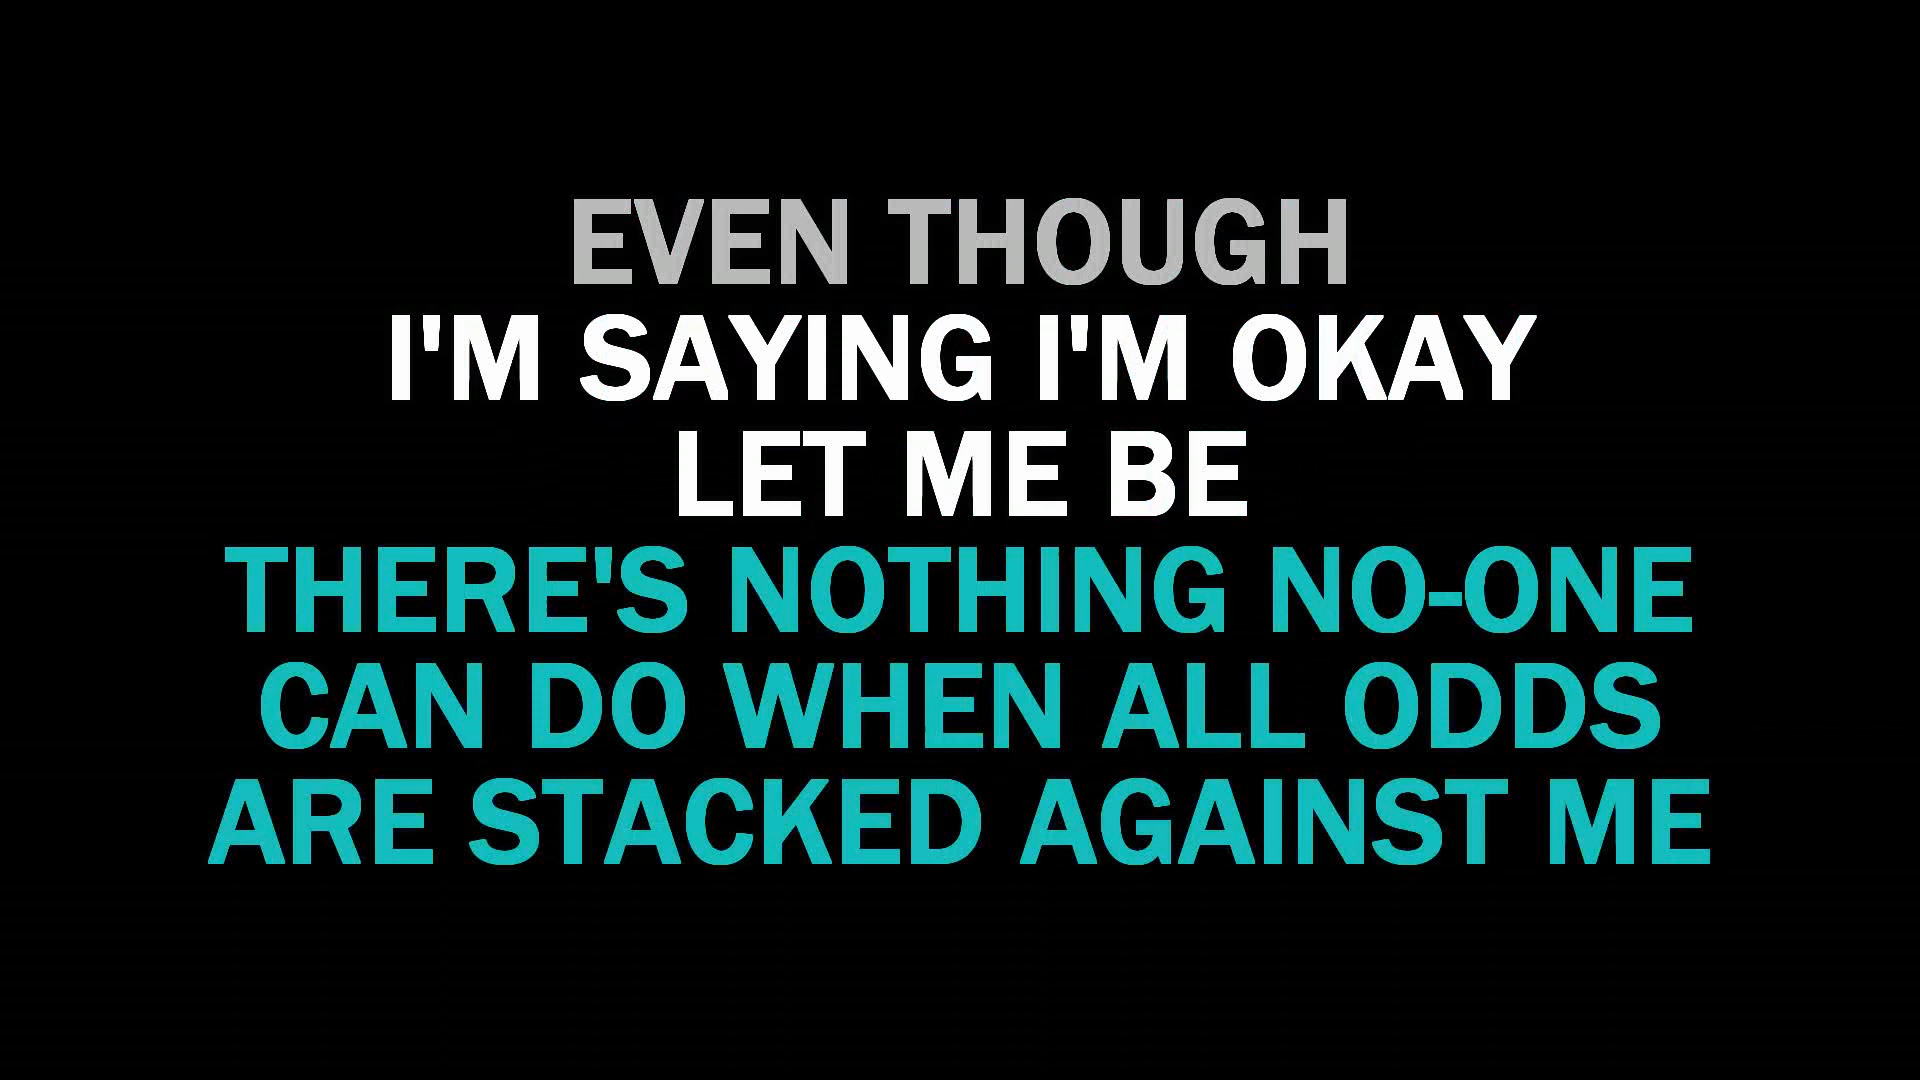 EVEN THOUGH
I'M SAYING I'M OKAY
LET ME BE
THERE'S NOTHING NO-ONE
CAN DO WHEN ALL ODDS
ARE STACKED AGAINST ME